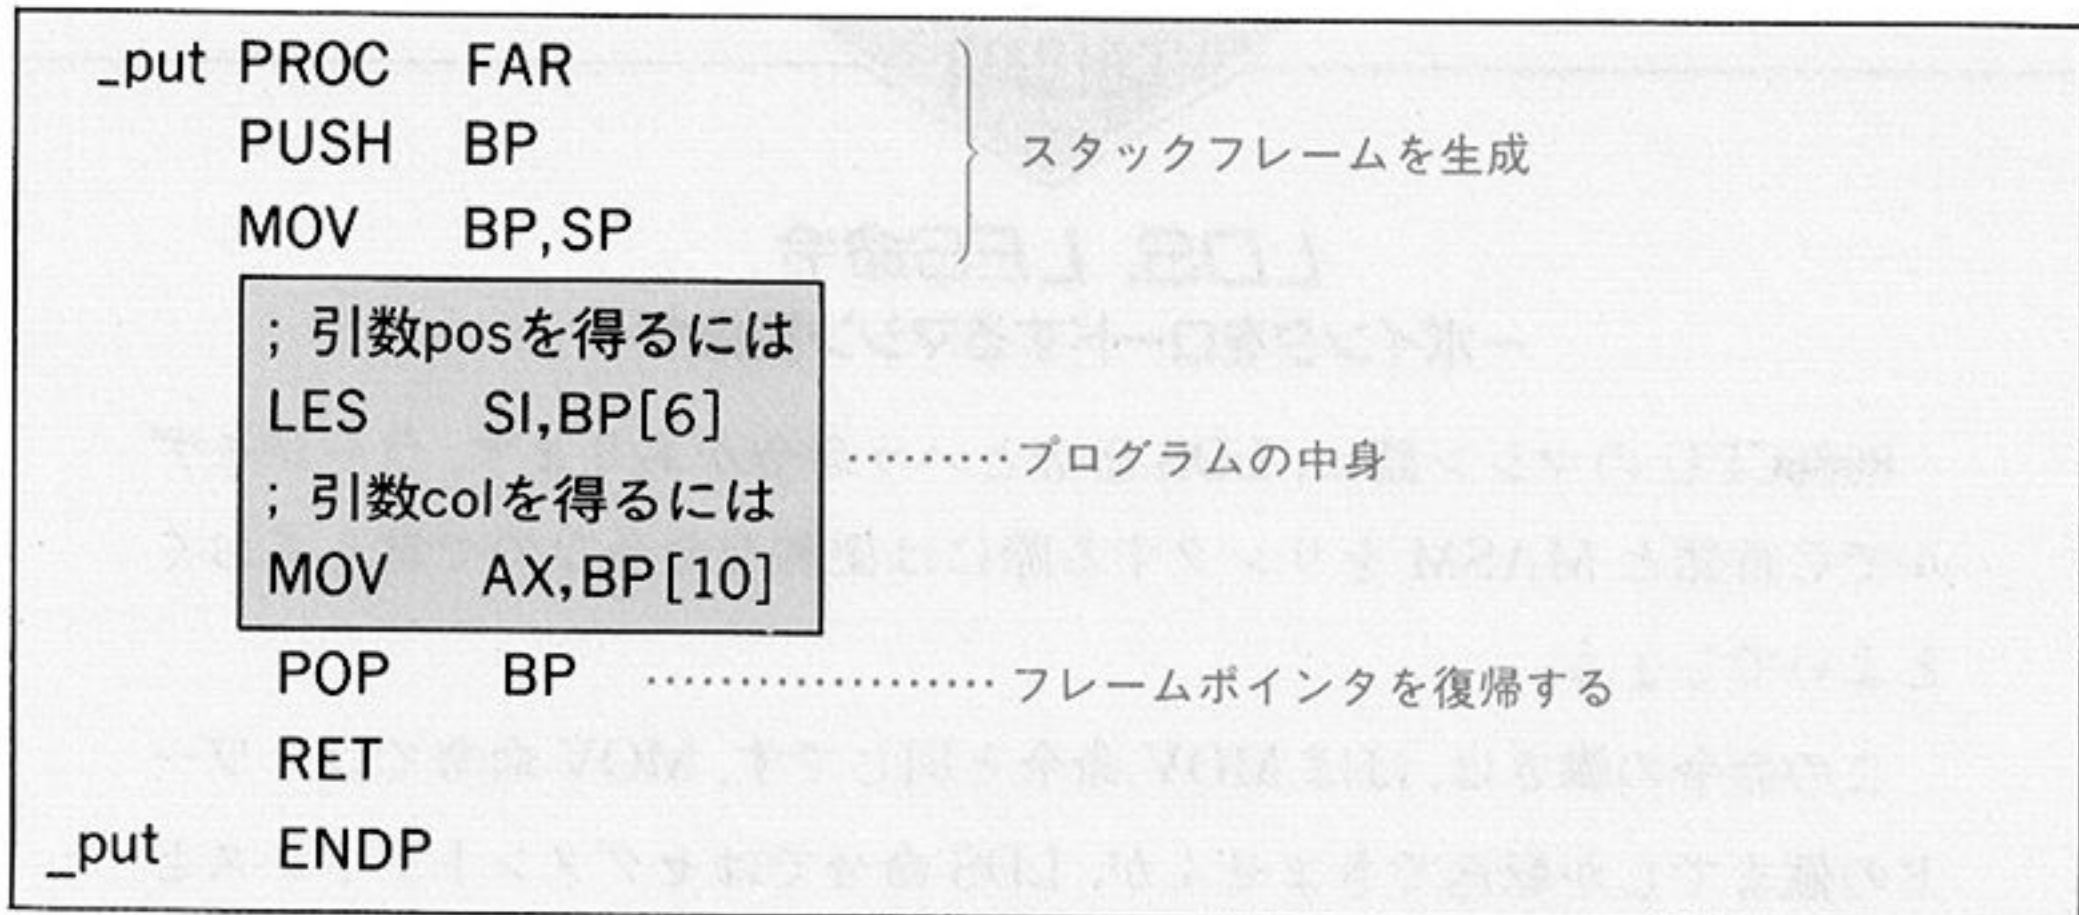 _put PROC FAR
PUSH BP
MOV BP,SP
スタックフレームを生成
; 引数posを得るには
LES SI,BP[6]
; 引数colを得るには
MOV AX,BP[10]
………プログラムの中身
POP BP ………………フレームポインタを復帰する
RET
_put ENDP